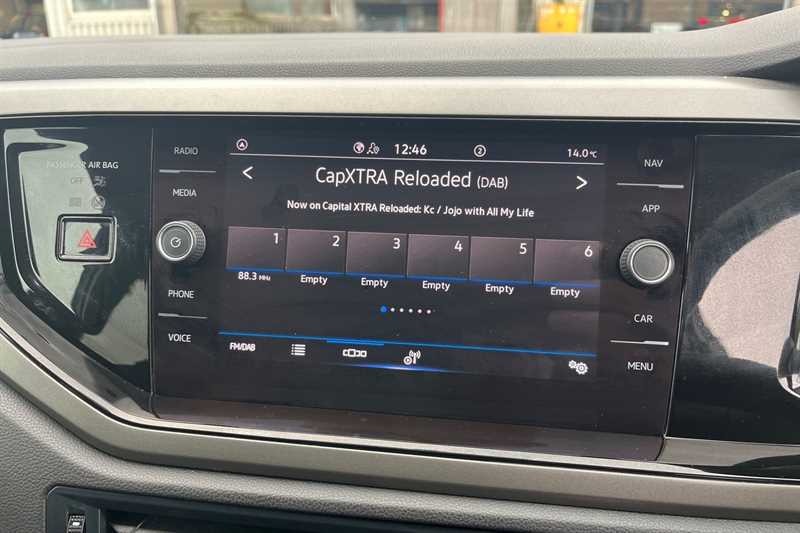 PASSENGER AIR BAG
OFF
RADIO
MEDIA
PHONE
VOICE
12:46
2
14.0°C
CapXTRA Reloaded (DAB)
Now on Capital XTRA Reloaded: Kc / Jojo with All My Life
1 2 3 4 5 6
88.3 MHz Empty Empty Empty Empty Empty
FM/DAB
NAV
APP
CAR
MENU